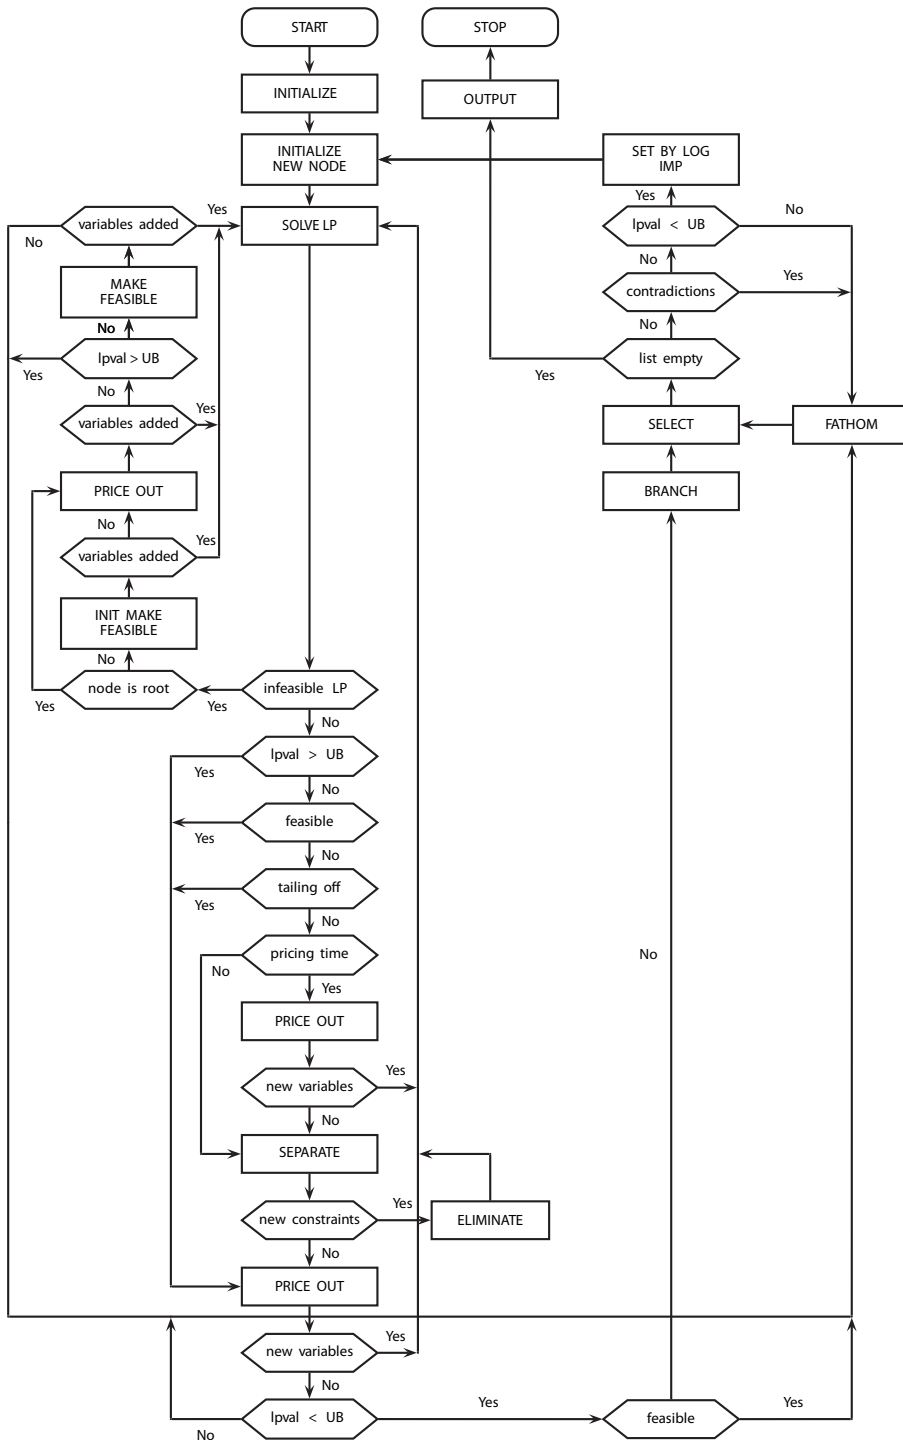 START
STOP
INITIALIZE
OUTPUT
INITIALIZE
NEW NODE
SET BY LOG
IMP
Yes
variables added
Yes
SOLVE LP
lpval < UB
No
No
No
MAKE
FEASIBLE
contradictions
Yes
No
No
lpval > UB
list empty
Yes
Yes
No
variables added
Yes
SELECT
FATHOM
PRICE OUT
BRANCH
No
variables added
Yes
INIT MAKE
FEASIBLE
No
node is root
infeasible LP
Yes
Yes
No
lpval > UB
Yes
No
feasible
Yes
No
tailing off
Yes
No
pricing time
No
No
Yes
PRICE OUT
new variables
Yes
No
SEPARATE
new constraints
Yes
ELIMINATE
No
PRICE OUT
new variables
Yes
No
lpval < UB
Yes
feasible
Yes
No